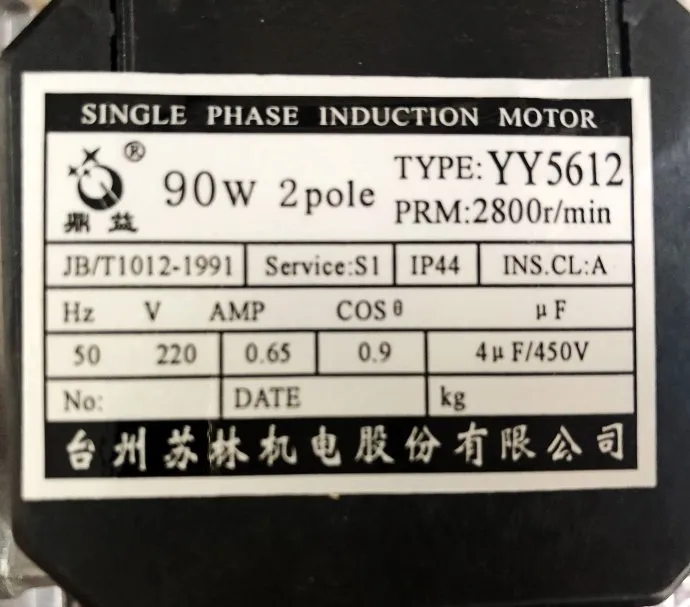 SINGLE PHASE INDUCTION MOTOR
®
鼎益
90W 2pole
TYPE: YY5612
PRM:2800r/min
JB/T1012-1991 Service:S1 IP44 INS.CL:A
Hz V AMP COSθ μF
50 220 0.65 0.9 4μF/450V
No: DATE kg
台州苏林机电股份有限公司